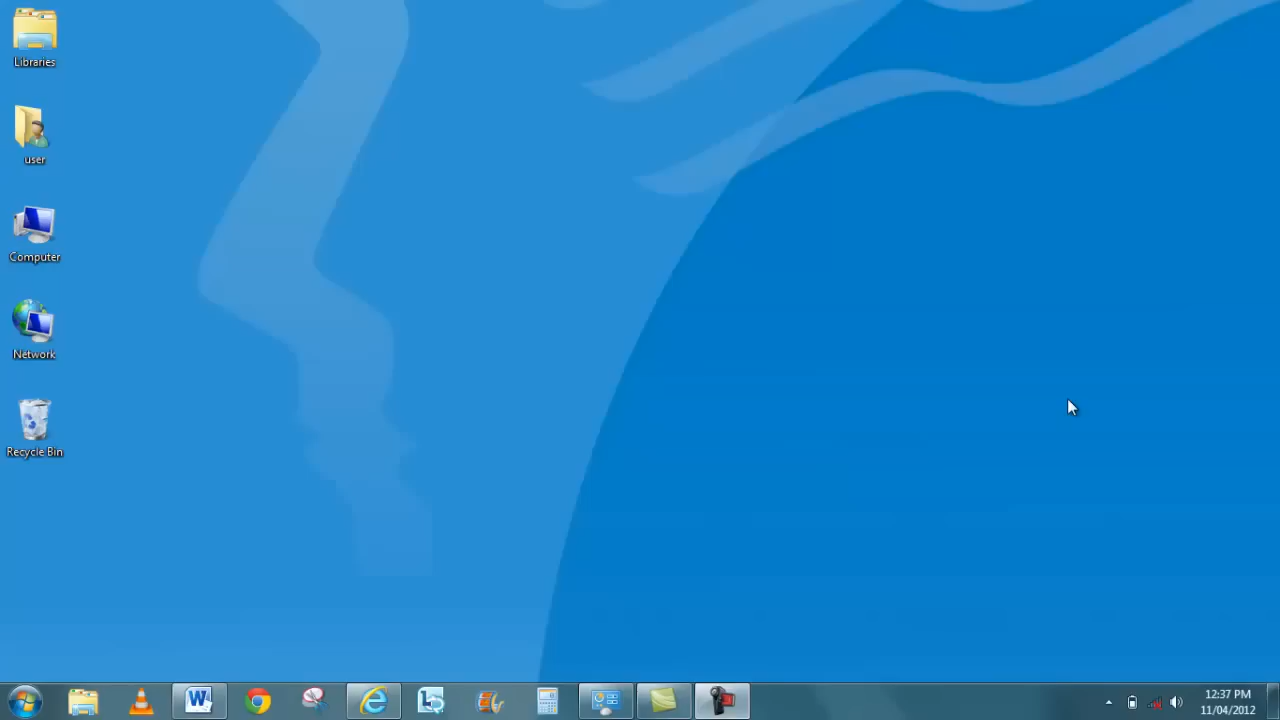 Libraries
user
Computer
Network
Recycle Bin
12:37 PM
11/04/2012